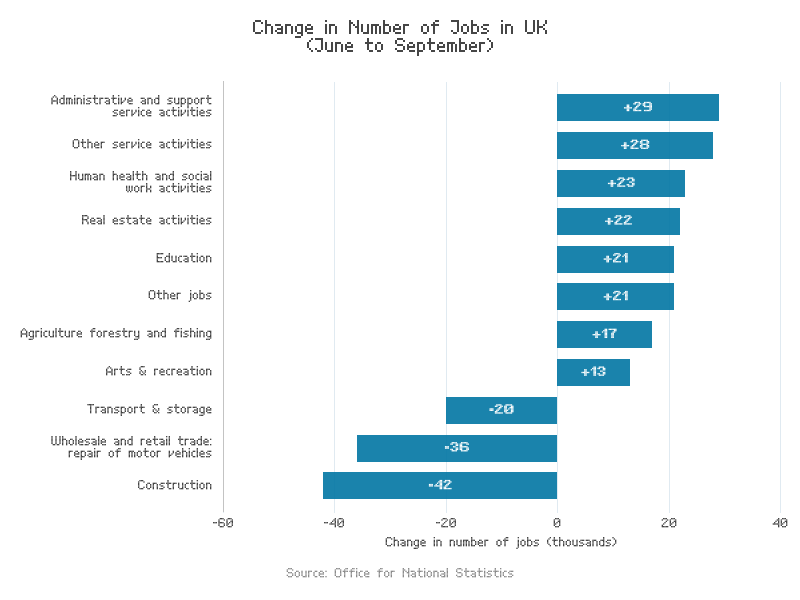 Change in Number of Jobs in UK
(June to September)
Administrative and support
service activities
+29
Other service activities
+28
Human health and social
work activities
+23
Real estate activities
+22
Education
+21
Other jobs
+21
Agriculture forestry and fishing
+17
Arts & recreation
+13
Transport & storage
-20
Wholesale and retail trade:
repair of motor vehicles
-36
Construction
-42
-60 -40 -20 0 20 40
Change in number of jobs (thousands)
Source: Office for National Statistics